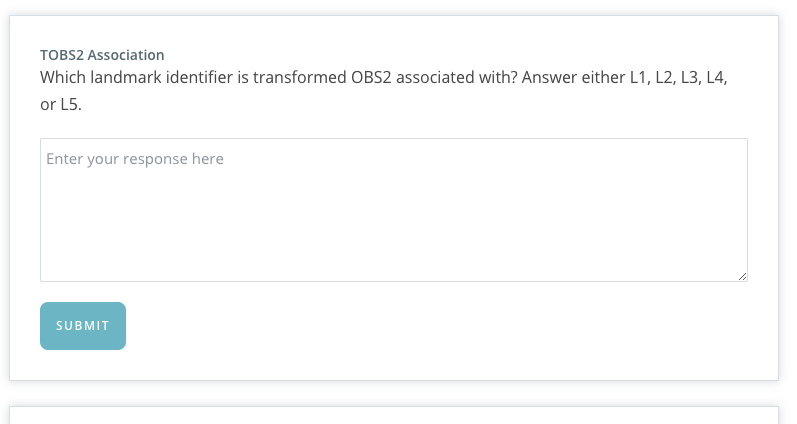 TOBS2 Association
Which landmark identifier is transformed OBS2 associated with? Answer either L1, L2, L3, L4,
or L5.
Enter your response here
SUBMIT